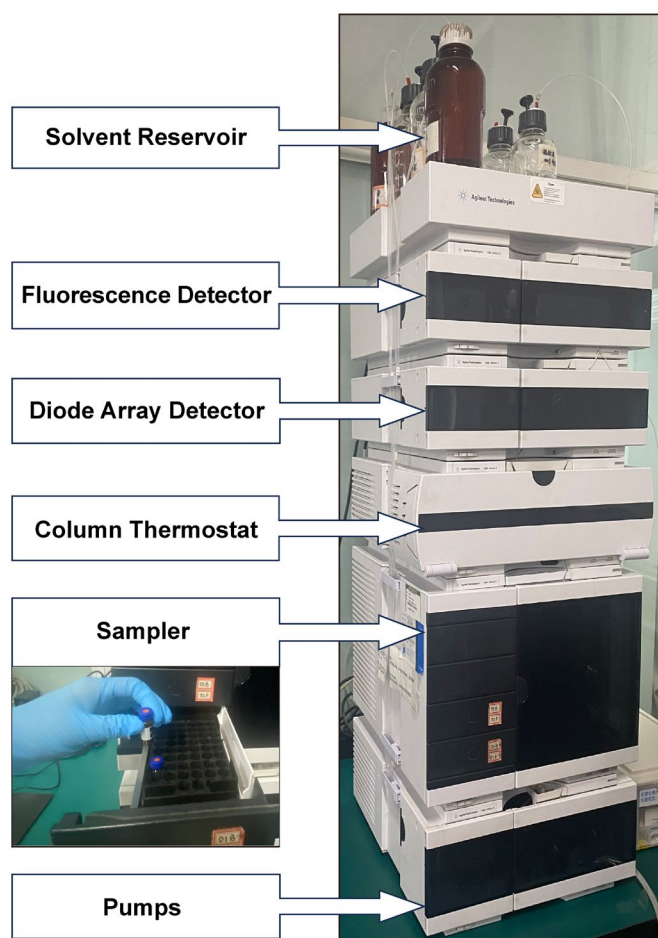 Solvent Reservoir
Agilent Technologies
Fluorescence Detector
Diode Array Detector
Column Thermostat
Sampler
Pumps